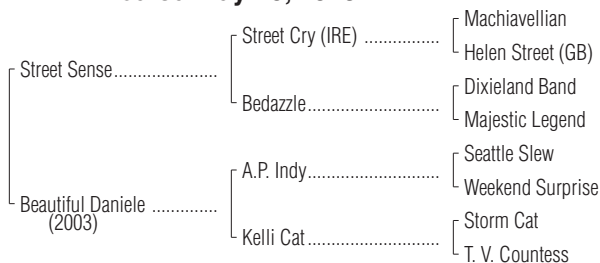 Street Sense
Beautiful Daniele
(2003)
Street Cry (IRE)
Bedazzle
A.P. Indy
Kelli Cat
Machiavellian
Helen Street (GB)
Dixieland Band
Majestic Legend
Seattle Slew
Weekend Surprise
Storm Cat
T. V. Countess